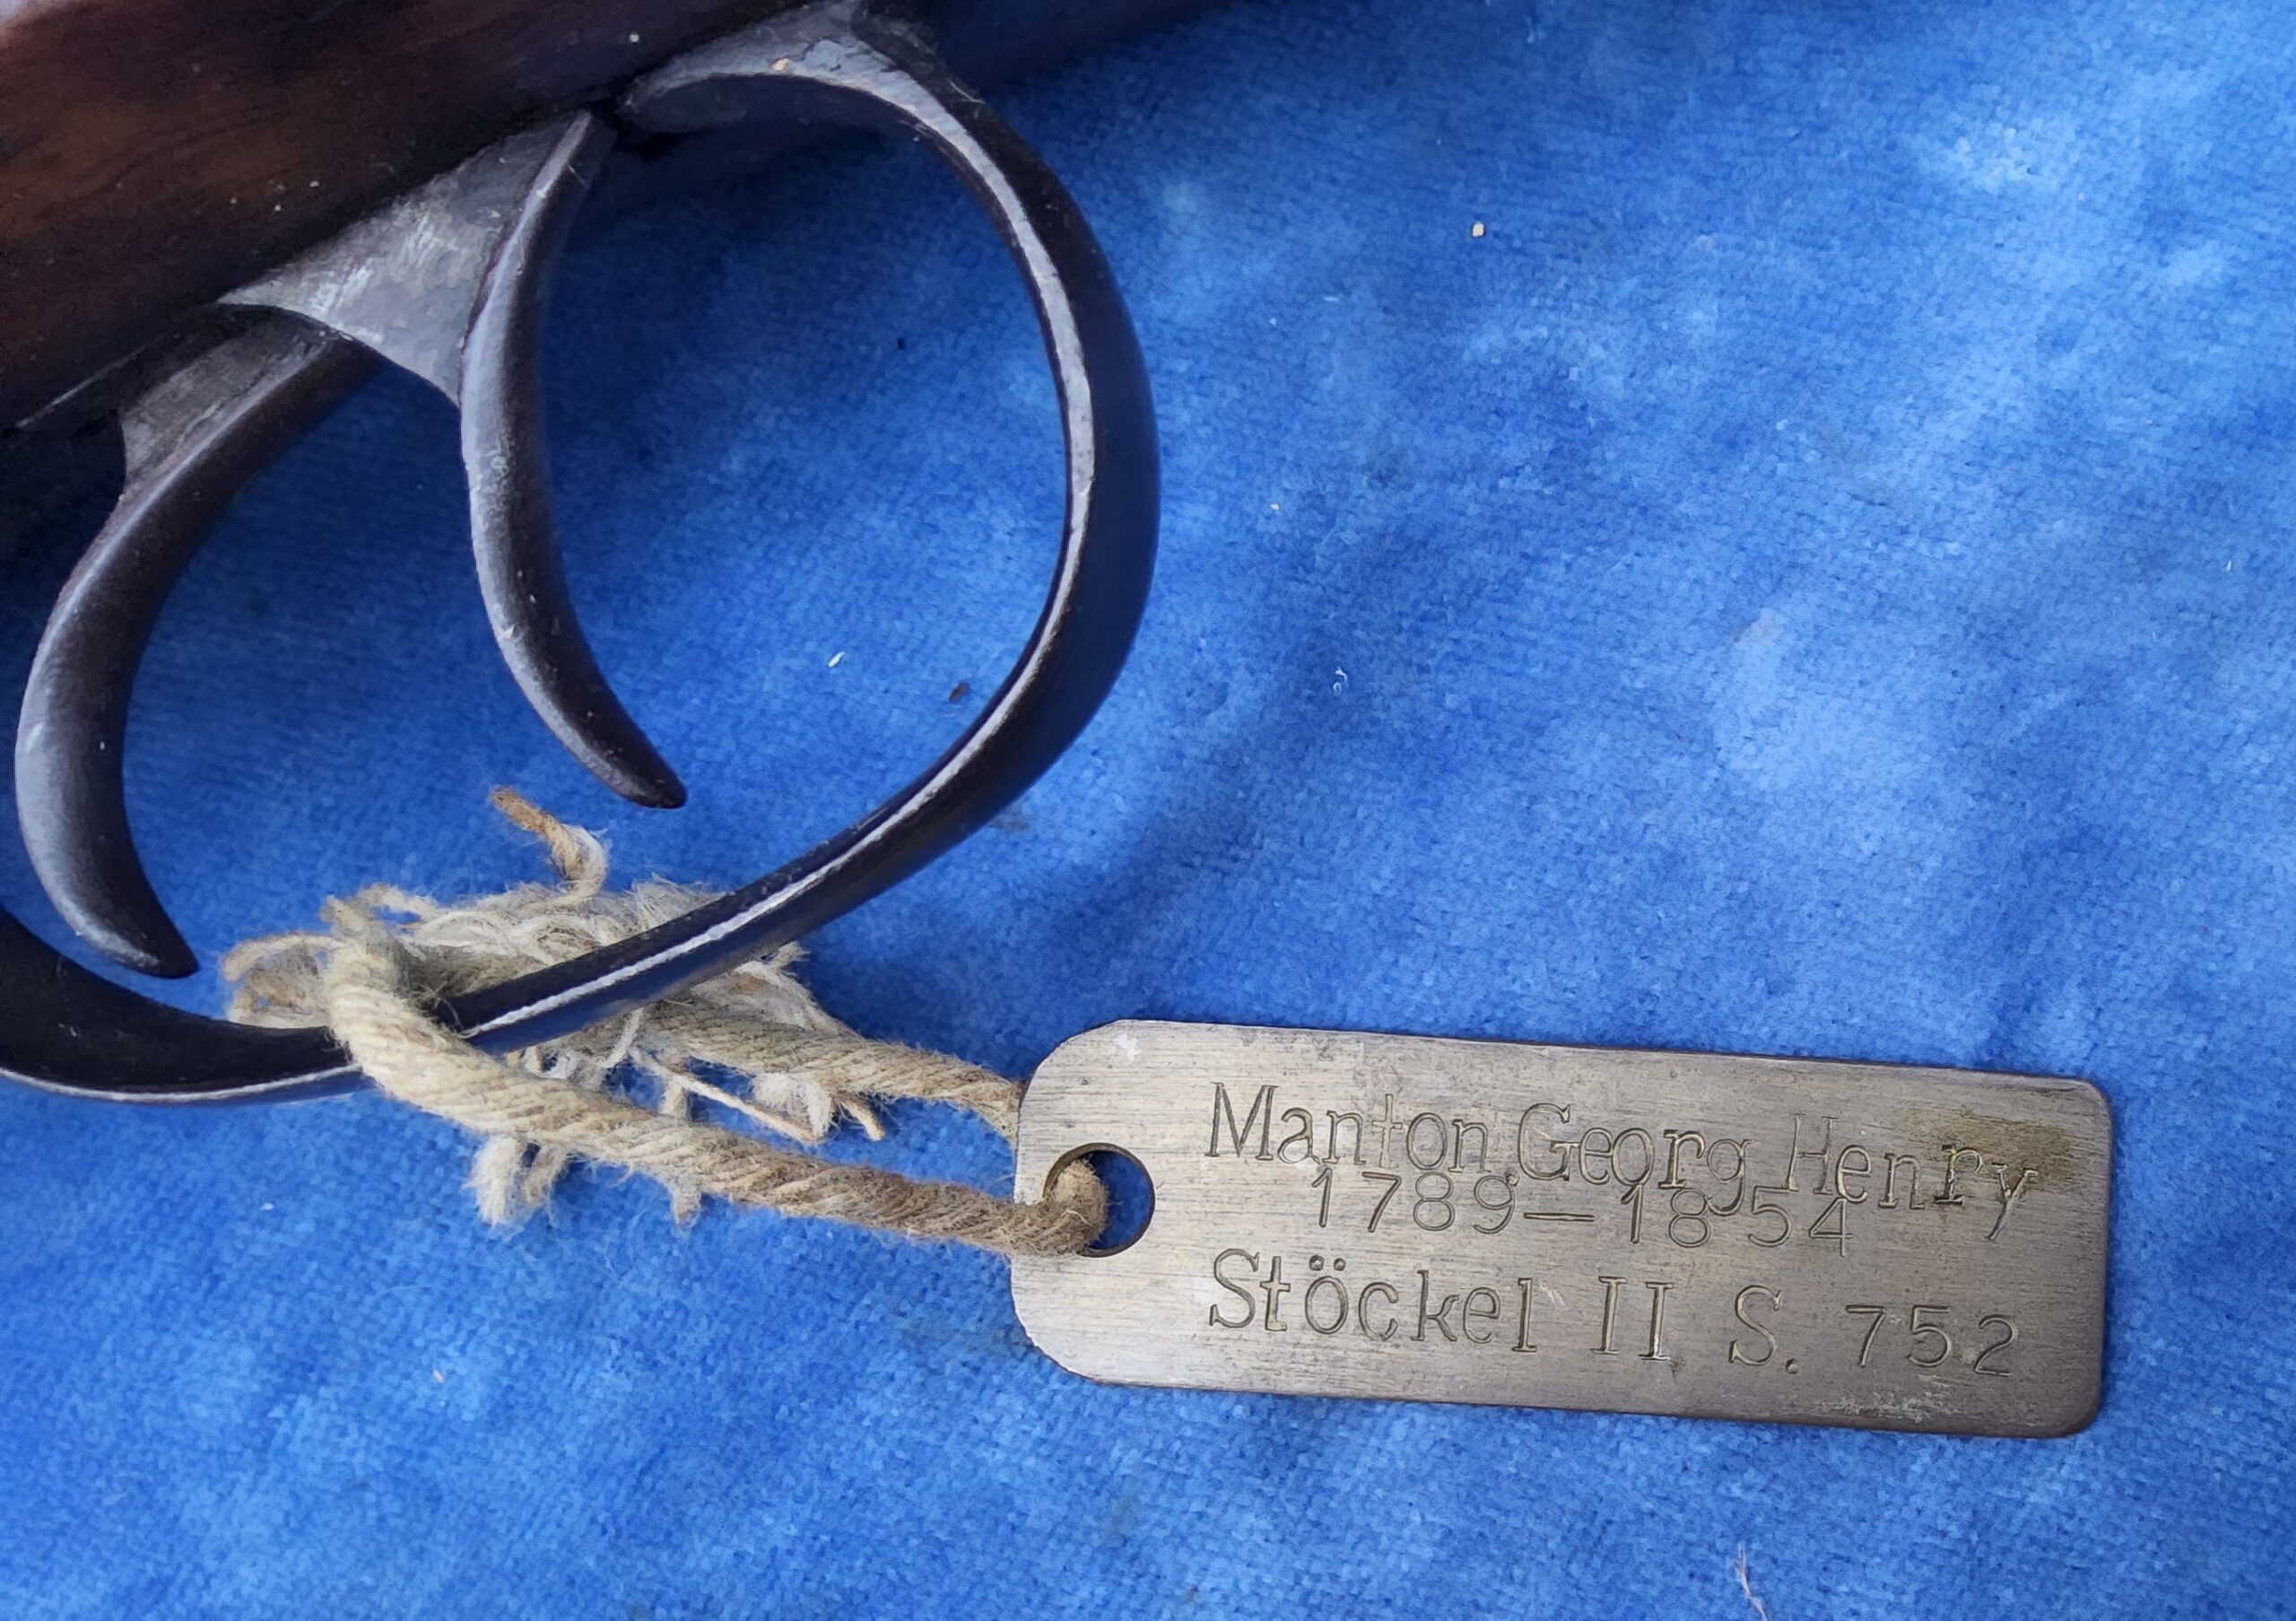 Manton, Georg Henry
1789—1854
Stöckel II S. 752